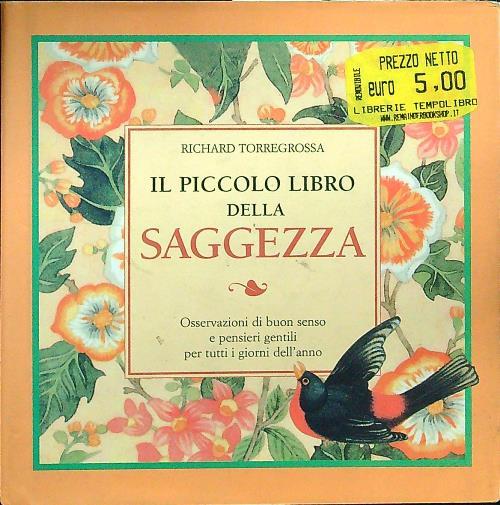 PREZZO NETTO
REMAINDERS
euro 5,00
LIBRERIE TEMPOLIBRO
WWW.REMAINDERBOOKSHOP.IT
RICHARD TORREGROSSA
IL PICCOLO LIBRO
DELLA
SAGGEZZA
Osservazioni di buon senso
e pensieri gentili
per tutti i giorni dell'anno